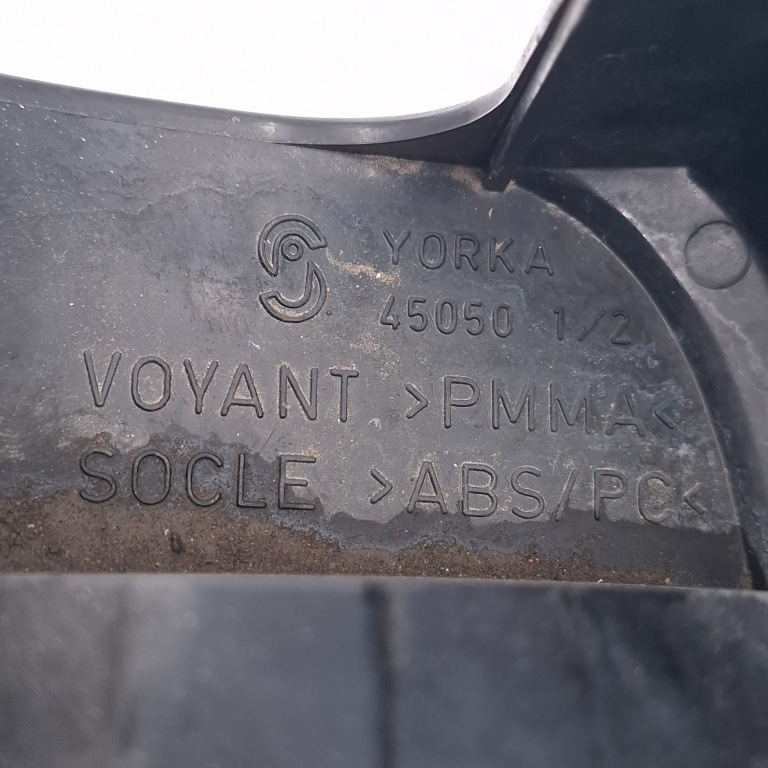 YORKA
45050 1/2
VOYANT >PMMA<
SOCLE >ABS/PC<